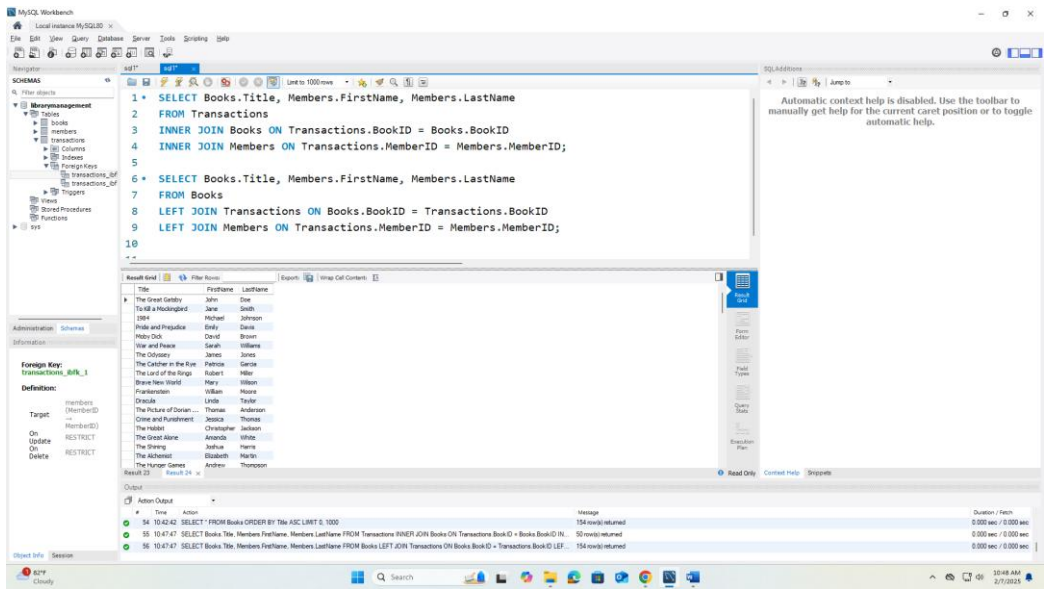 MySQL Workbench
Local instance MySQL80 ×
File Edit View Query Database Server Tools Scripting Help
Navigator
SCHEMAS
Filter objects
librarymanagement
Tables
books
members
transactions
Columns
Indexes
Foreign Keys
transactions_ibf
transactions_ibf
Triggers
Views
Stored Procedures
Functions
sys
Administration Schemas
Information
Foreign Key:
transactions_ibfk_1
Definition:
Target members (MemberID → MemberID)
On Update RESTRICT
On Delete RESTRICT
Object Info Session
Limit to 1000 rows
1 SELECT Books.Title, Members.FirstName, Members.LastName
2 FROM Transactions
3 INNER JOIN Books ON Transactions.BookID = Books.BookID
4 INNER JOIN Members ON Transactions.MemberID = Members.MemberID;
5
6 SELECT Books.Title, Members.FirstName, Members.LastName
7 FROM Books
8 LEFT JOIN Transactions ON Books.BookID = Transactions.BookID
9 LEFT JOIN Members ON Transactions.MemberID = Members.MemberID;
10
Result Grid Filter Rows: Export: Wrap Cell Content:
Title FirstName LastName
The Great Gatsby John Doe
To Kill a Mockingbird Jane Smith
1984 Michael Johnson
Pride and Prejudice Emily Davis
Moby Dick David Brown
War and Peace Sarah Williams
The Odyssey James Jones
The Catcher in the Rye Patricia Garcia
The Lord of the Rings Robert Miller
Brave New World Mary Wilson
Frankenstein William Moore
Dracula Linda Taylor
The Picture of Dorian ... Thomas Anderson
Crime and Punishment Jessica Thomas
The Hobbit Christopher Jackson
The Great Alone Amanda White
The Shining Joshua Harris
The Alchemist Elizabeth Martin
The Hunger Games Andrew Thompson
Result 23 Result 24 ×
Read Only
Result Grid
Form Editor
Field Types
Query Stats
Execution Plan
SQLAdditions
Jump to
Automatic context help is disabled. Use the toolbar to
manually get help for the current caret position or to toggle
automatic help.
Context Help Snippets
Output
Action Output
# Time Action Message Duration / Fetch
54 10:42:42 SELECT * FROM Books ORDER BY Title ASC LIMIT 0, 1000 154 row(s) returned 0.000 sec / 0.000 sec
55 10:47:47 SELECT Books.Title, Members.FirstName, Members.LastName FROM Transactions INNER JOIN Books ON Transactions.BookID = Books.BookID IN... 50 row(s) returned 0.000 sec / 0.000 sec
56 10:47:47 SELECT Books.Title, Members.FirstName, Members.LastName FROM Books LEFT JOIN Transactions ON Books.BookID = Transactions.BookID LEF... 154 row(s) returned 0.000 sec / 0.000 sec
62°F
Cloudy
Search
10:48 AM
2/7/2025